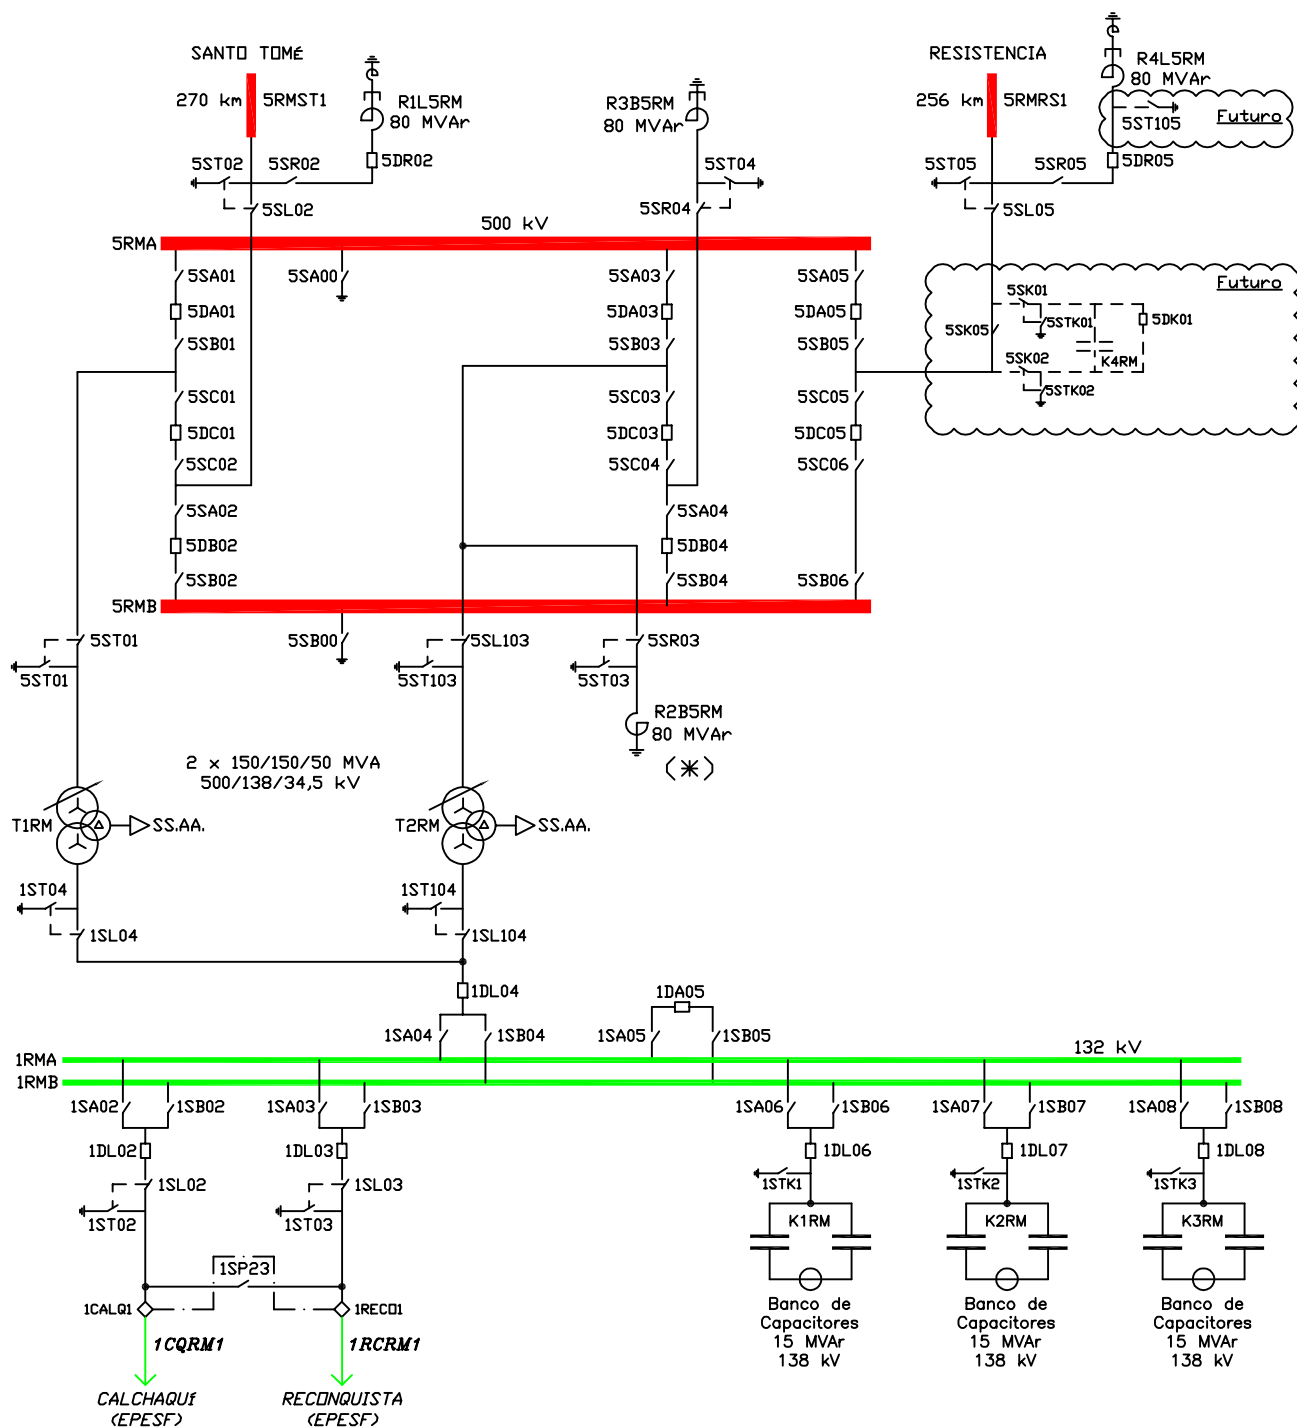 SANTO TOMÉ
270 km
5RMST1
R1L5RM
80 MVAr
5ST02
5SR02
5DR02
5SL02
R3B5RM
80 MVAr
5ST04
5SR04
RESISTENCIA
256 km
5RMRS1
R4L5RM
80 MVAr
5ST105
Futuro
5ST05
5SR05
5DR05
5SL05
500 kV
5RMA
5SA01
5SA00
5SA03
5SA05
5DA01
5DA03
5DA05
5SB01
5SB03
5SB05
Futuro
5SK01
5STK01
5DK01
5SK05
K4RM
5SK02
5STK02
5SC01
5SC03
5SC05
5DC01
5DC03
5DC05
5SC02
5SC04
5SC06
5SA02
5SA04
5DB02
5DB04
5SB02
5SB04
5SB06
5RMB
5ST01
5SB00
5SL103
5SR03
5ST01
5ST103
5ST03
R2B5RM
80 MVAr
(*)
2 x 150/150/50 MVA
500/138/34,5 kV
T1RM
SS.AA.
T2RM
SS.AA.
1ST04
1ST104
1SL04
1SL104
1DL04
1DA05
1SA04
1SB04
1SA05
1SB05
132 kV
1RMA
1RMB
1SA02
1SB02
1SA03
1SB03
1SA06
1SB06
1SA07
1SB07
1SA08
1SB08
1DL02
1DL03
1DL06
1DL07
1DL08
1SL02
1SL03
1STK1
1STK2
1STK3
1ST02
1ST03
K1RM
K2RM
K3RM
1SP23
1CALQ1
1RECO1
1CQRM1
1RCRM1
Banco de
Capacitores
15 MVAr
138 kV
Banco de
Capacitores
15 MVAr
138 kV
Banco de
Capacitores
15 MVAr
138 kV
CALCHAQUÍ
(EPESF)
RECONQUISTA
(EPESF)